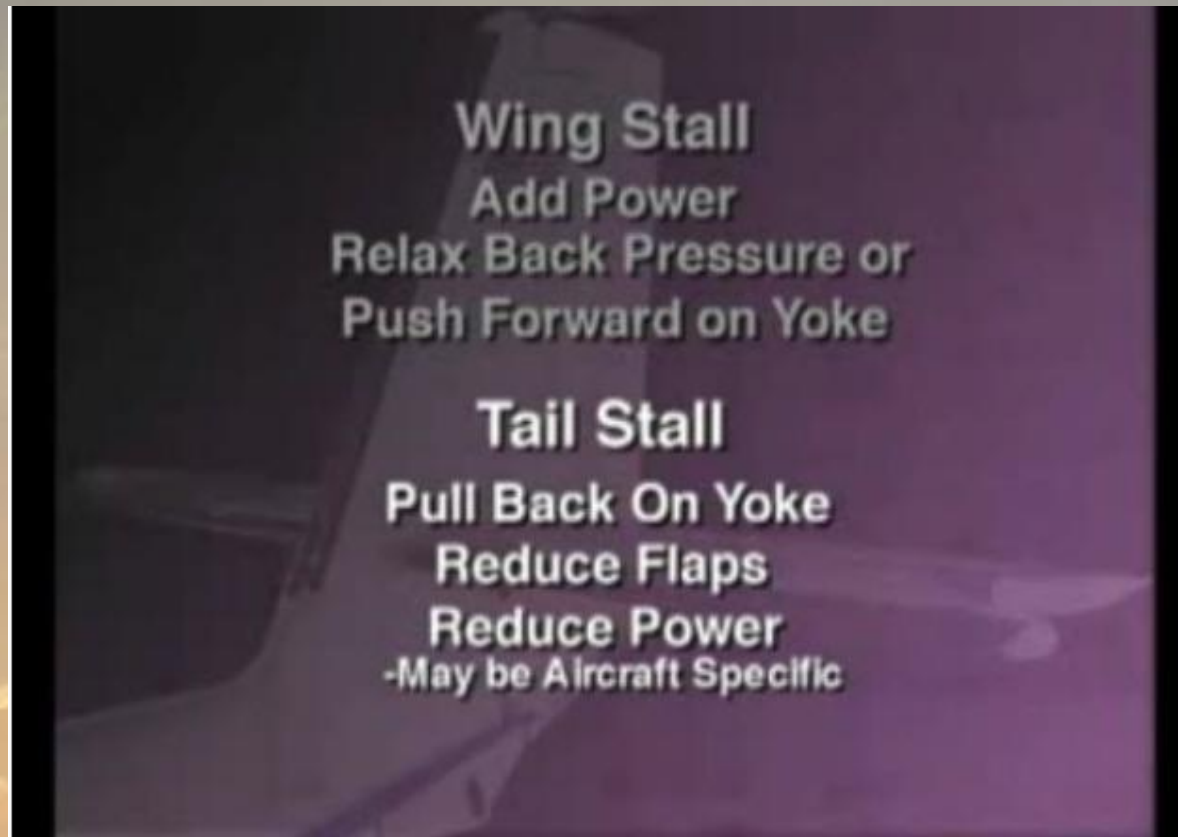 Wing Stall
Add Power
Relax Back Pressure or
Push Forward on Yoke
Tail Stall
Pull Back On Yoke
Reduce Flaps
Reduce Power
-May be Aircraft Specific